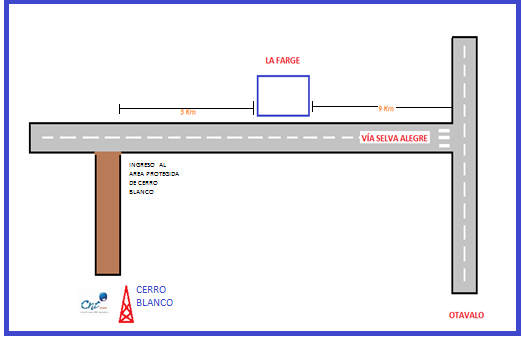 LA FARGE
5 Km
9 Km
VÍA SELVA ALEGRE
INGRESO AL
AREA PROTEGIDA
DE CERRO
BLANCO
cnt
CERRO
BLANCO
OTAVALO